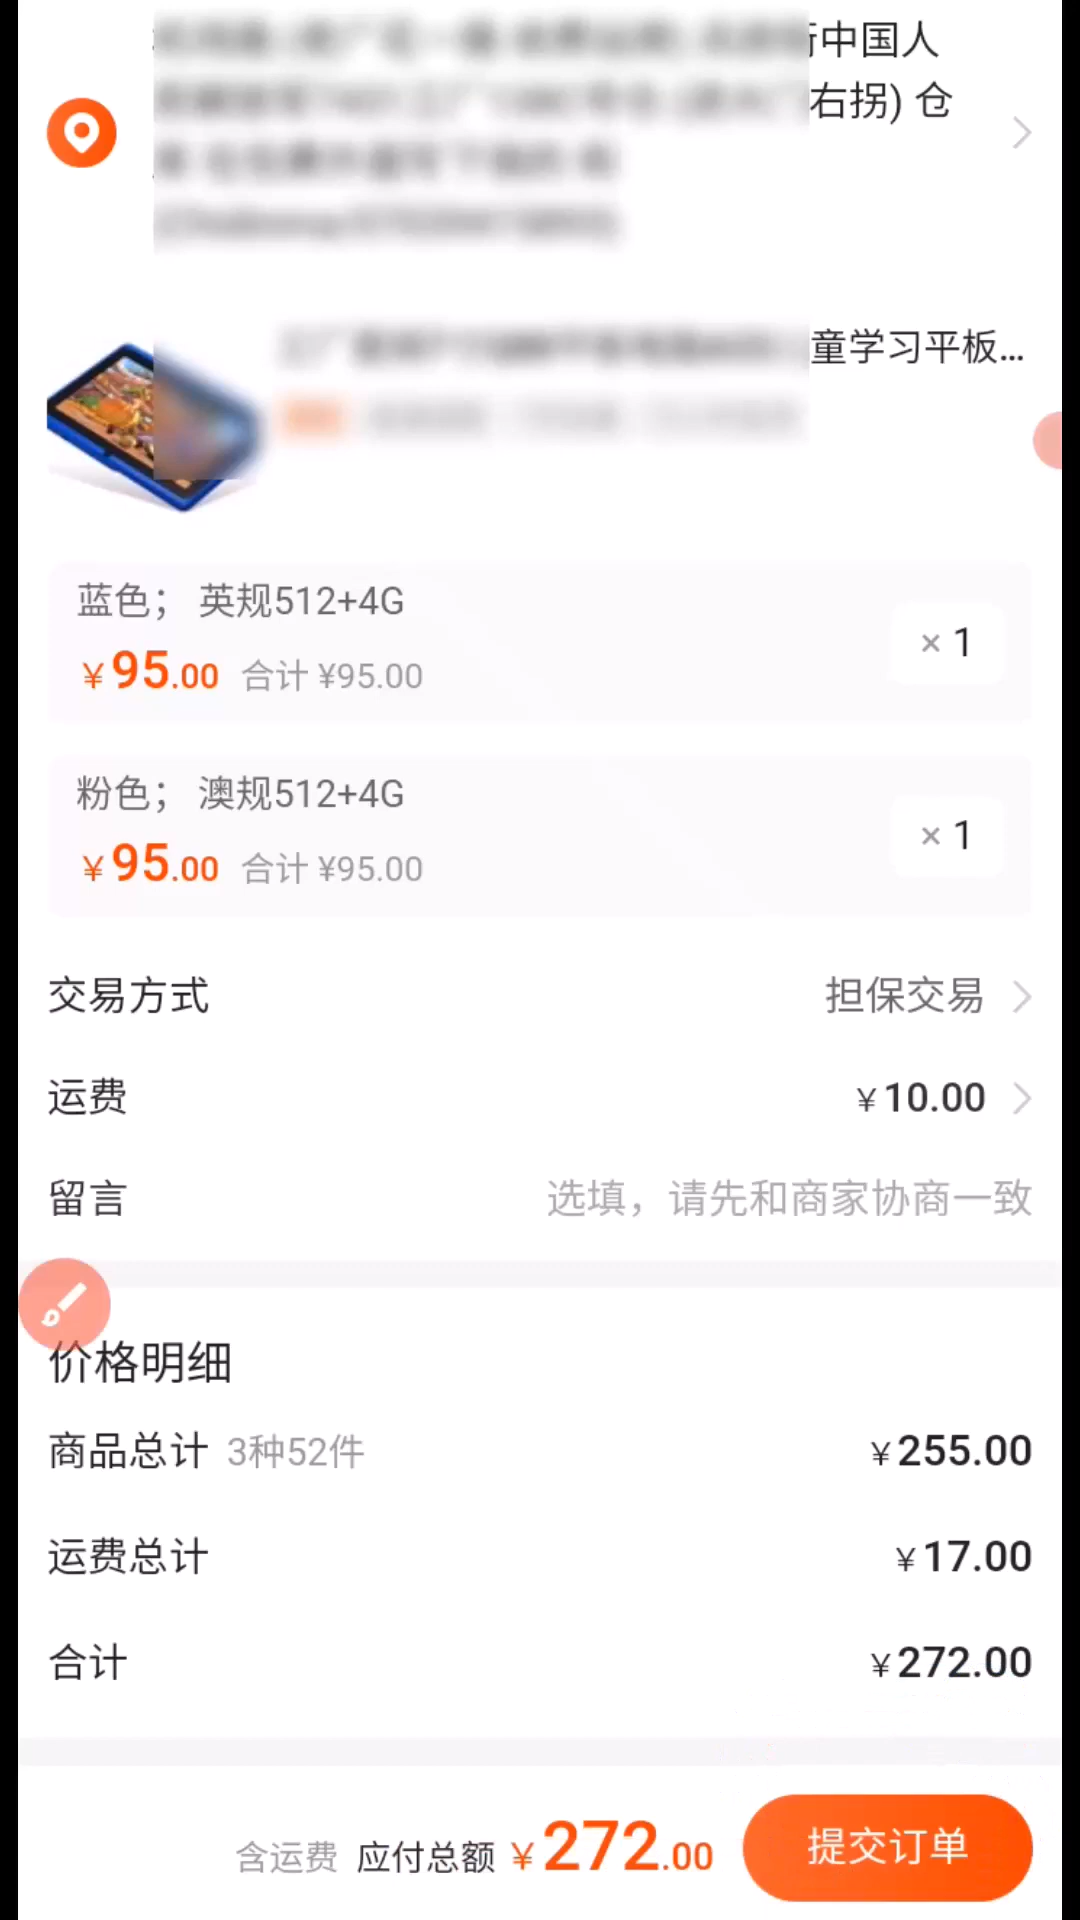 中国人
右拐) 仓
童学习平板...
蓝色； 英规512+4G
¥95.00 合计 ¥95.00
× 1
粉色； 澳规512+4G
¥95.00 合计 ¥95.00
× 1
交易方式 担保交易
运费 ¥10.00
留言 选填，请先和商家协商一致
价格明细
商品总计 3种52件 ¥255.00
运费总计 ¥17.00
合计 ¥272.00
含运费 应付总额 ¥272.00 提交订单